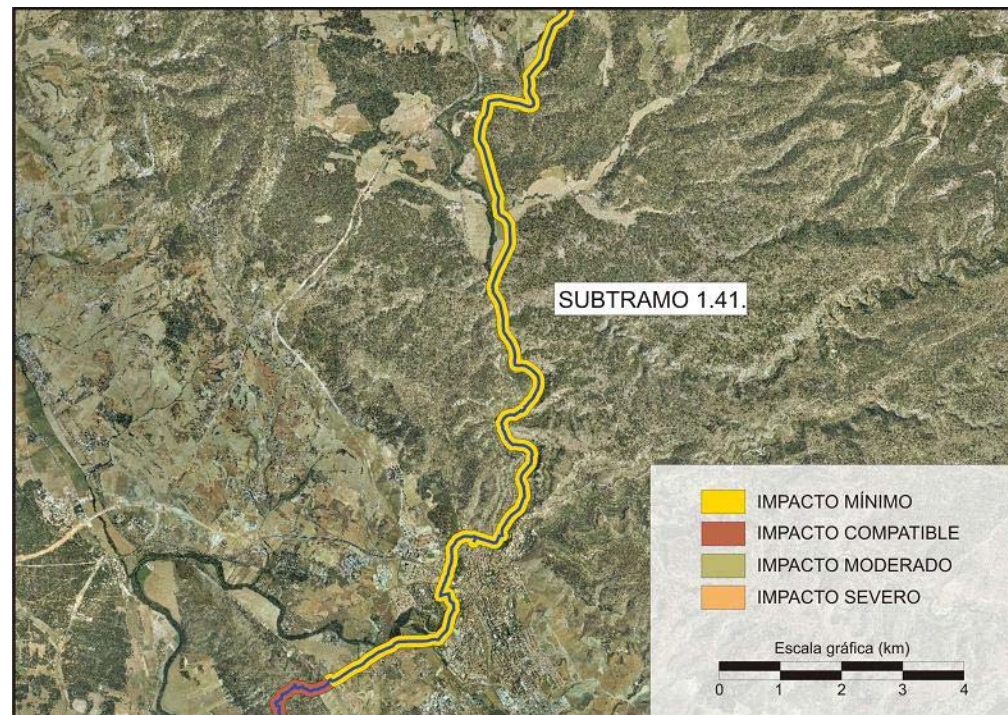 SUBTRAMO 1.41.
IMPACTO MÍNIMO
IMPACTO COMPATIBLE
IMPACTO MODERADO
IMPACTO SEVERO
Escala gráfica (km)
0 1 2 3 4